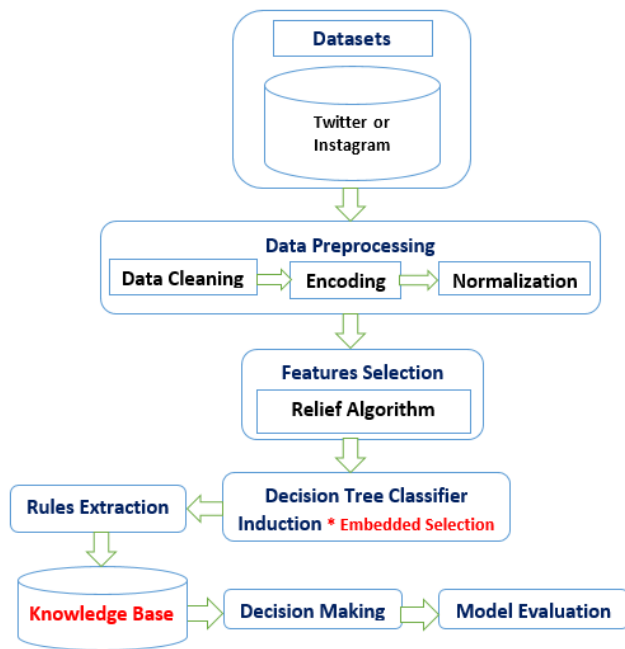 Datasets
Twitter or
Instagram
Data Preprocessing
Data Cleaning
Encoding
Normalization
Features Selection
Relief Algorithm
Decision Tree Classifier
Induction * Embedded Selection
Rules Extraction
Knowledge Base
Decision Making
Model Evaluation